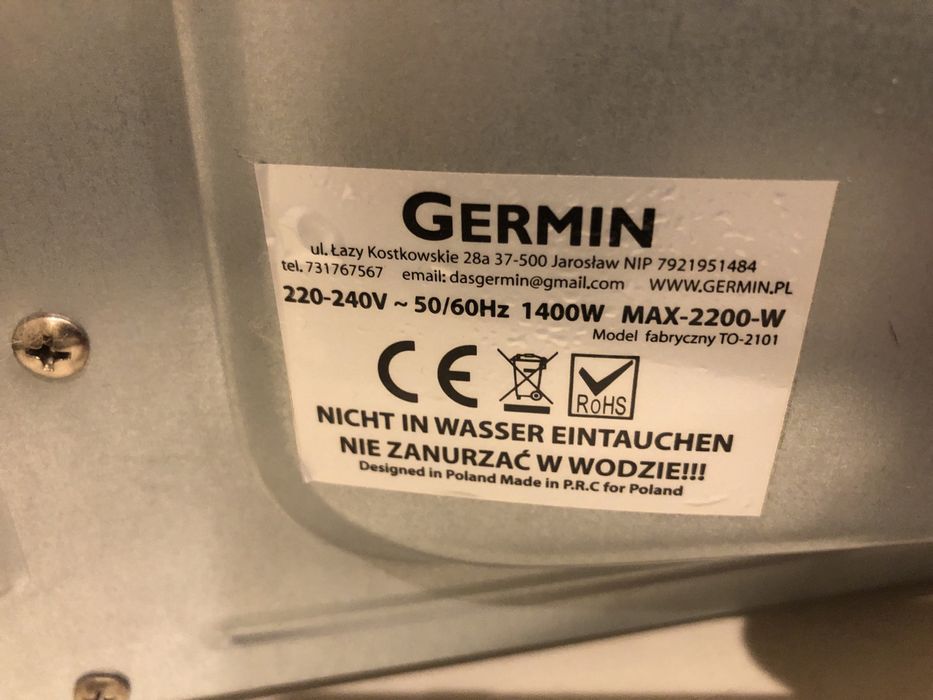 GERMIN
ul. Łazy Kostkowskie 28a 37-500 Jarosław NIP 7921951484
tel. 731767567 email: dasgermin@gmail.com WWW.GERMIN.PL
220-240V ~ 50/60Hz 1400W MAX-2200-W
Model fabryczny TO-2101
CE
RoHS
NICHT IN WASSER EINTAUCHEN
NIE ZANURZAĆ W WODZIE!!!
Designed in Poland Made in P.R.C for Poland